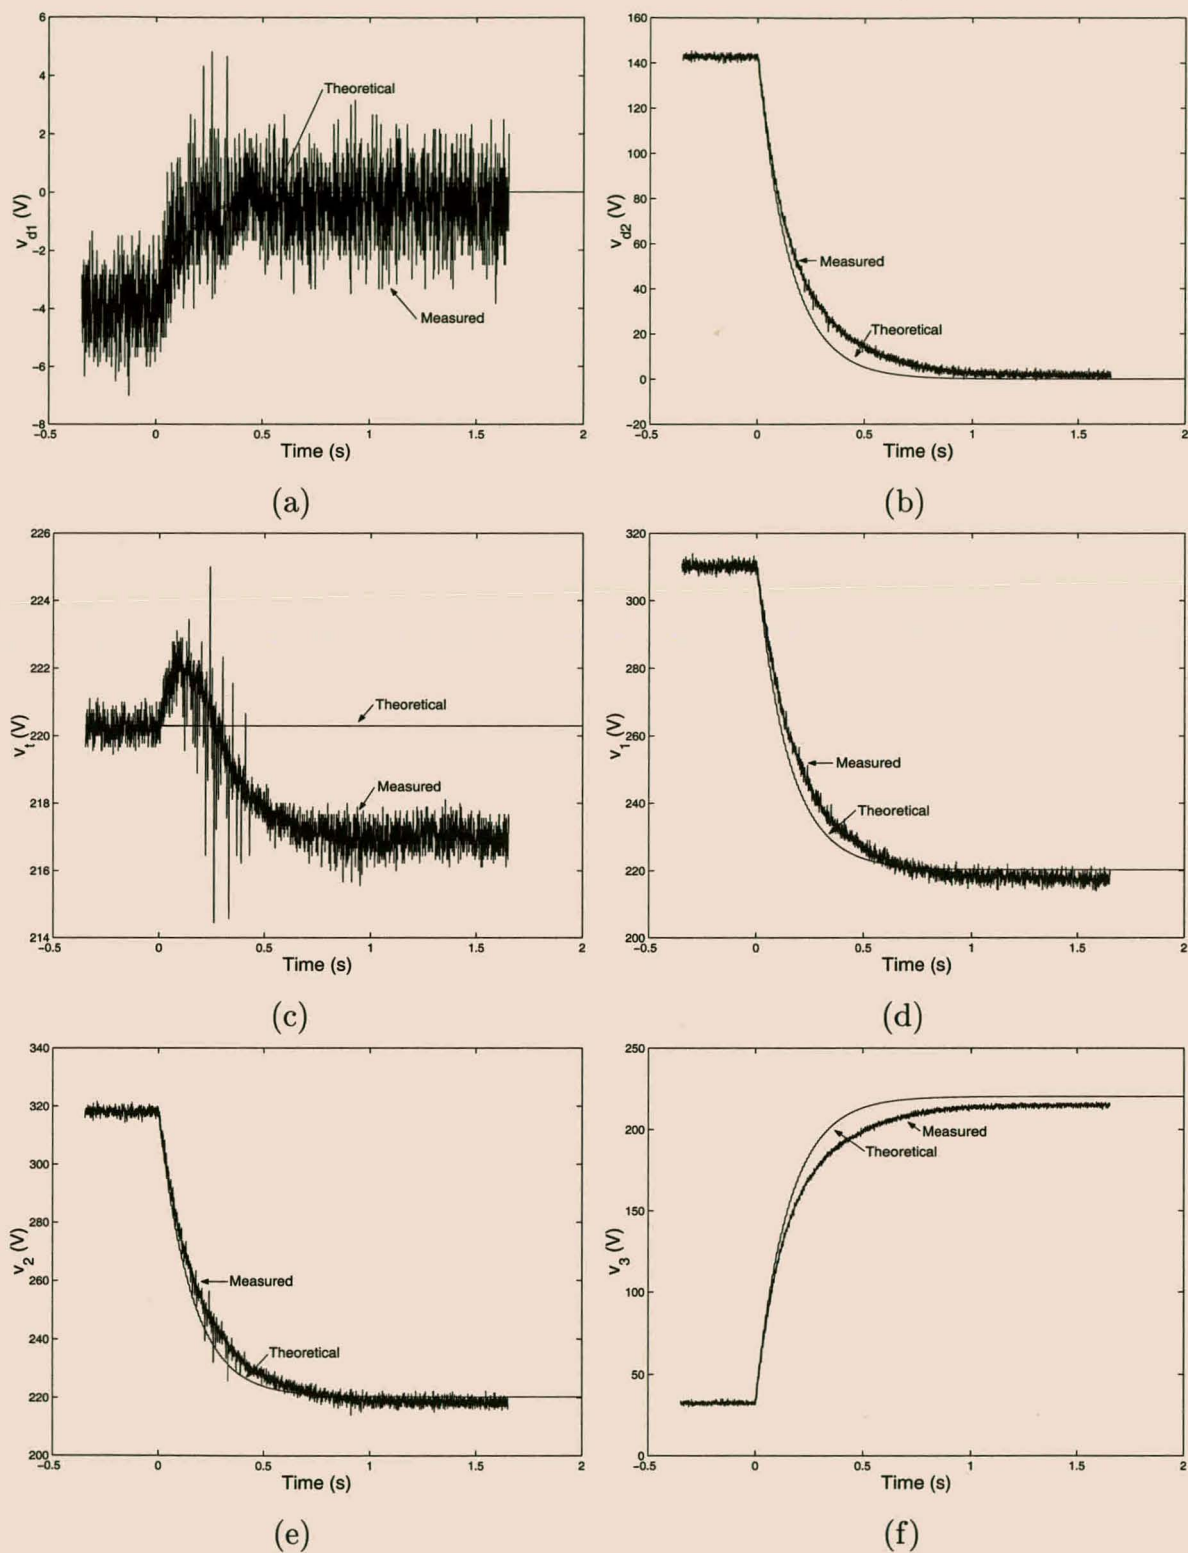 6
4
2
0
−2
−4
−6
−8
v_d1 (V)
−0.5
0
0.5
1
1.5
2
Time (s)
Theoretical
Measured
(a)
160
140
120
100
80
60
40
20
0
−20
v_d2 (V)
−0.5
0
0.5
1
1.5
2
Time (s)
Measured
Theoretical
(b)
226
224
222
220
218
216
214
v_t (V)
−0.5
0
0.5
1
1.5
2
Time (s)
Theoretical
Measured
(c)
320
300
280
260
240
220
200
v_1 (V)
−0.5
0
0.5
1
1.5
2
Time (s)
Measured
Theoretical
(d)
340
320
300
280
260
240
220
200
v_2 (V)
−0.5
0
0.5
1
1.5
2
Time (s)
Measured
Theoretical
(e)
250
200
150
100
50
0
v_3 (V)
−0.5
0
0.5
1
1.5
2
Time (s)
Measured
Theoretical
(f)